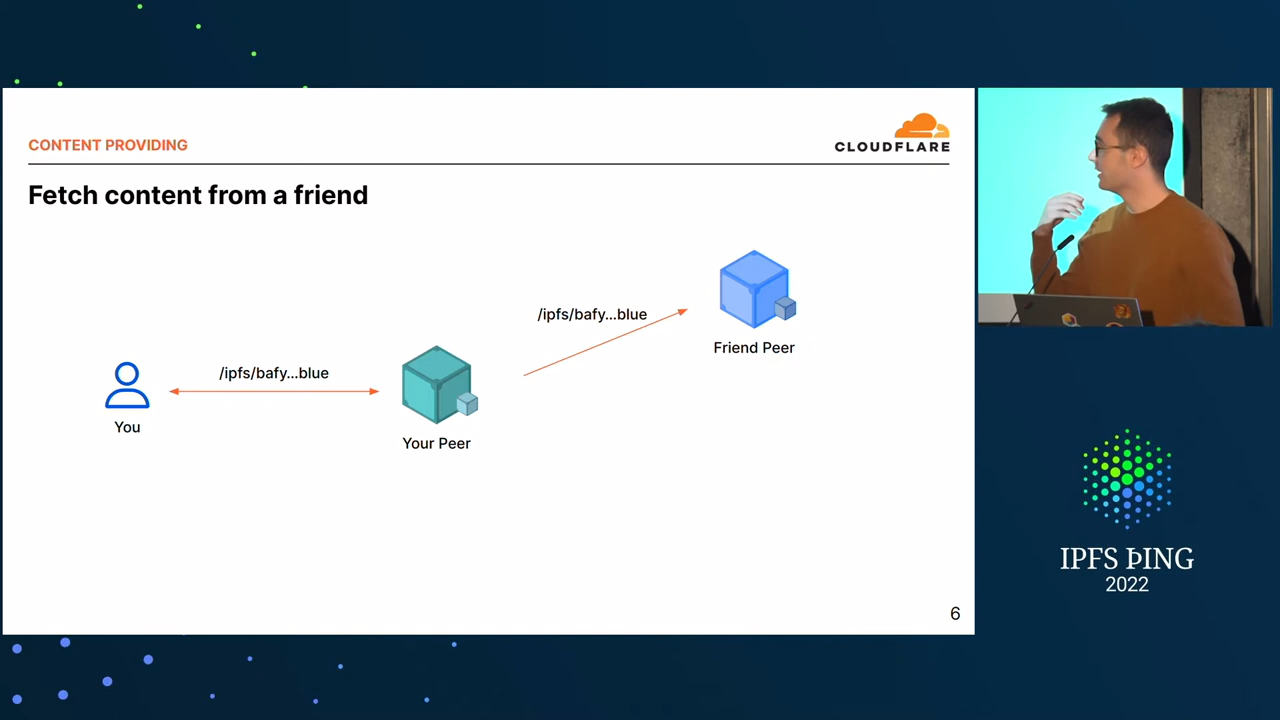 CONTENT PROVIDING
CLOUDFLARE
Fetch content from a friend
/ipfs/bafy...blue
Friend Peer
/ipfs/bafy...blue
You
Your Peer
6
IPFS ÞING
2022